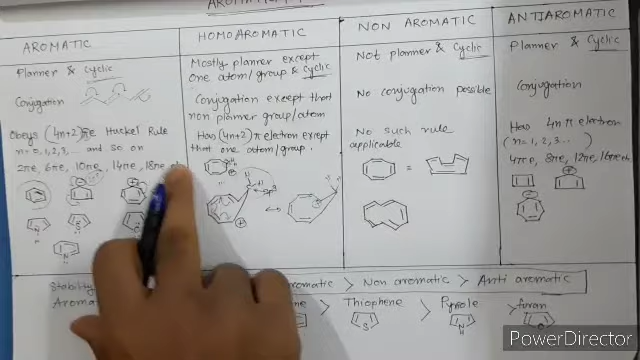 AROMATIC
Planner & Cyclic
Conjugation
Obeys (4n+2)πe Huckel Rule
n=0,1,2,3,... and so on
2πe, 6πe, 10πe, 14πe, 18πe
HOMOAROMATIC
Mostly planner except
One atom/group & Cyclic
Conjugation except that
non planner group/atom
Has (4n+2)π electron except
that one atom/group.
NON AROMATIC
Not planner & Cyclic
No conjugation possible
No such rule
applicable
=
ANTIAROMATIC
Planner & Cyclic
Conjugation
Has 4nπ electron
(n=1,2,3...
4πe, 8πe, 12πe, 16πe
Aromatic > Non aromatic > Anti aromatic
> Thiophene > Pyrrole > furan
S
N
H
PowerDirector